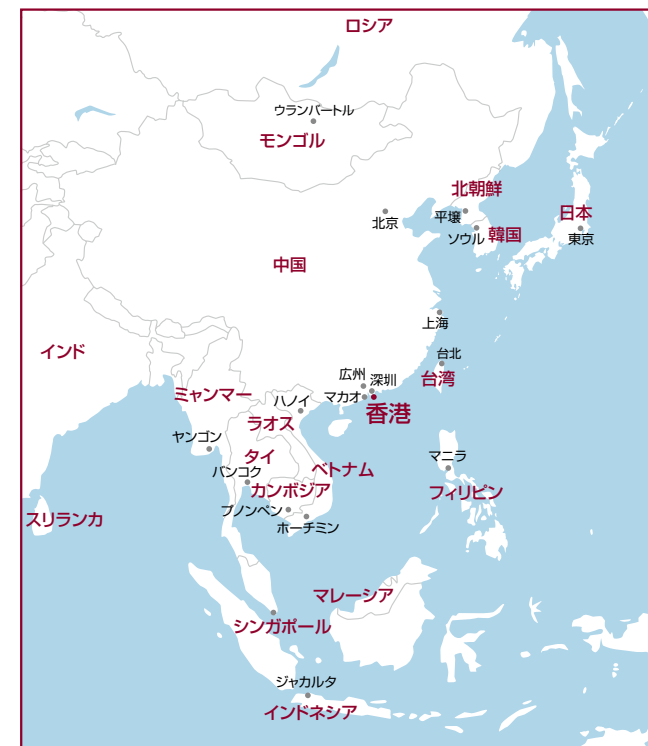 ロシア
ウランバートル
モンゴル
北朝鮮
平壌
北京
日本
ソウル
韓国
東京
中国
上海
インド
台北
広州
深圳
台湾
ミャンマー
マカオ
香港
ハノイ
ラオス
ヤンゴン
タイ
マニラ
バンコク
ベトナム
カンボジア
フィリピン
プノンペン
スリランカ
ホーチミン
マレーシア
シンガポール
ジャカルタ
インドネシア